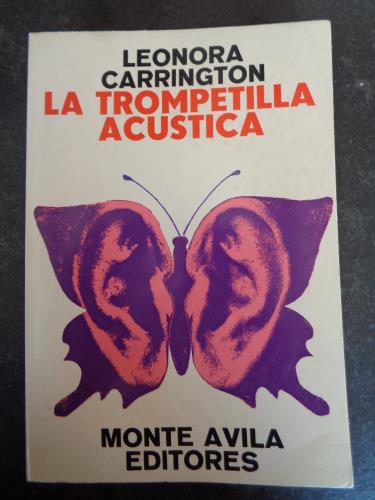 LEONORA
CARRINGTON
LA TROMPETILLA
ACUSTICA
MONTE AVILA
EDITORES